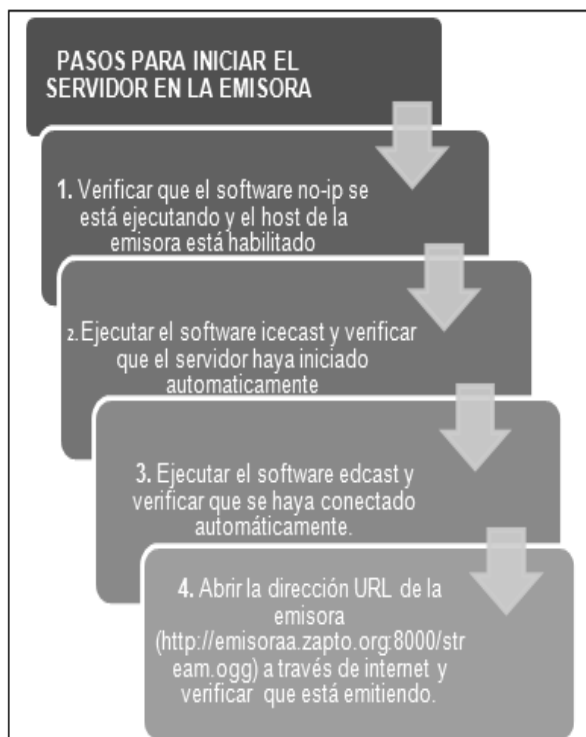 PASOS PARA INICIAR EL
SERVIDOR EN LA EMISORA
1. Verificar que el software no-ip se
está ejecutando y el host de la
emisora está habilitado
2. Ejecutar el software icecast y verificar
que el servidor haya iniciado
automaticamente
3. Ejecutar el software edcast y
verificar que se haya conectado
automáticamente.
4. Abrir la dirección URL de la
emisora
(http://emisoraa.zapto.org:8000/str
eam.ogg) a través de internet y
verificar que está emitiendo.